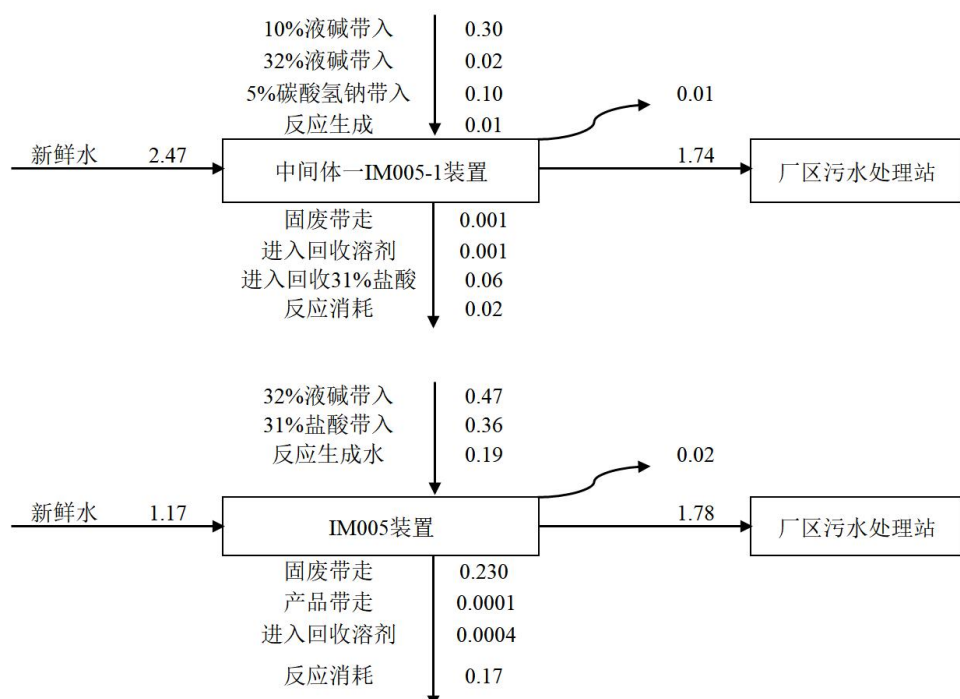 10%液碱带入 0.30
32%液碱带入 0.02
5%碳酸氢钠带入 0.10 0.01
反应生成 0.01
新鲜水 2.47 中间体一IM005-1装置 1.74 厂区污水处理站
固废带走 0.001
进入回收溶剂 0.001
进入回收31%盐酸 0.06
反应消耗 0.02
32%液碱带入 0.47
31%盐酸带入 0.36
反应生成水 0.19 0.02
新鲜水 1.17 IM005装置 1.78 厂区污水处理站
固废带走 0.230
产品带走 0.0001
进入回收溶剂 0.0004
反应消耗 0.17